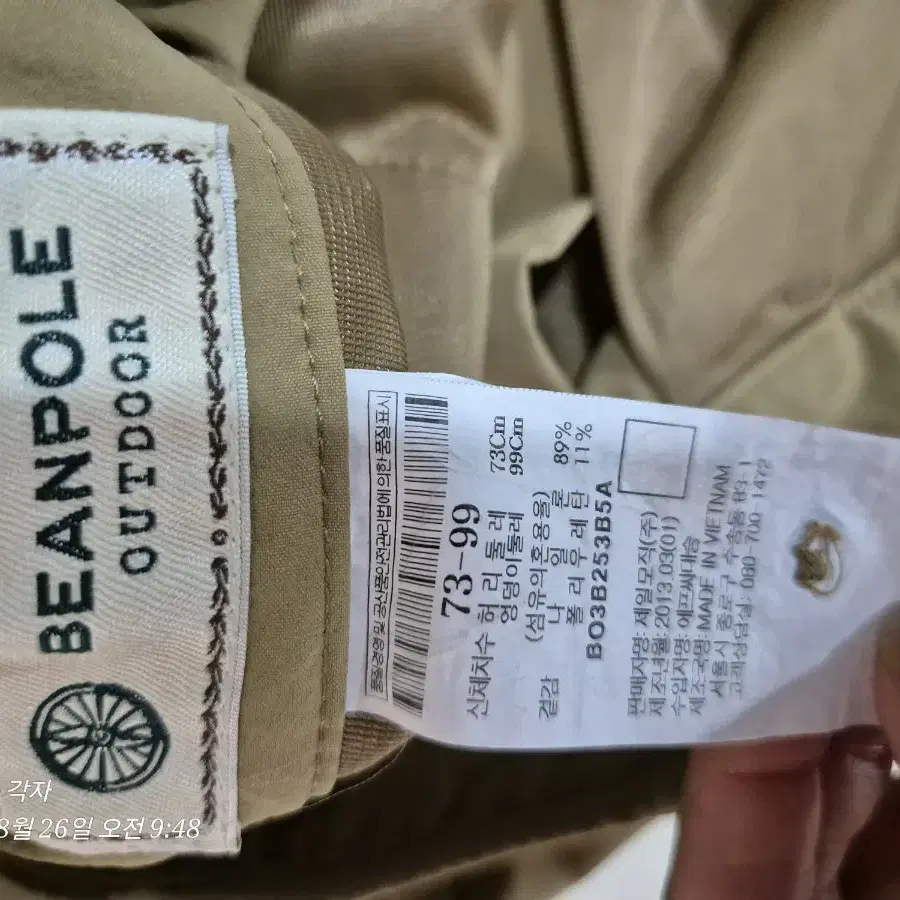 BEANPOLE
OUTDOOR
품질경영 및 공산품안전관리법에 의한 품질표시
73-99
신체치수 허리둘레 73Cm
엉덩이둘레 99Cm
(섬유의혼용율)
겉감 나일론 89%
폴리우레탄 11%
BO3B253B5A
판매자명: 제일모직(주)
제조년월: 2013.03(01)
수입자명: 에프씨대승
제조국명: MADE IN VIETNAM
서울시 종로구 수송동 83-1
고객상담실: 080-700-1472
각자
8월 26일 오전 9:48